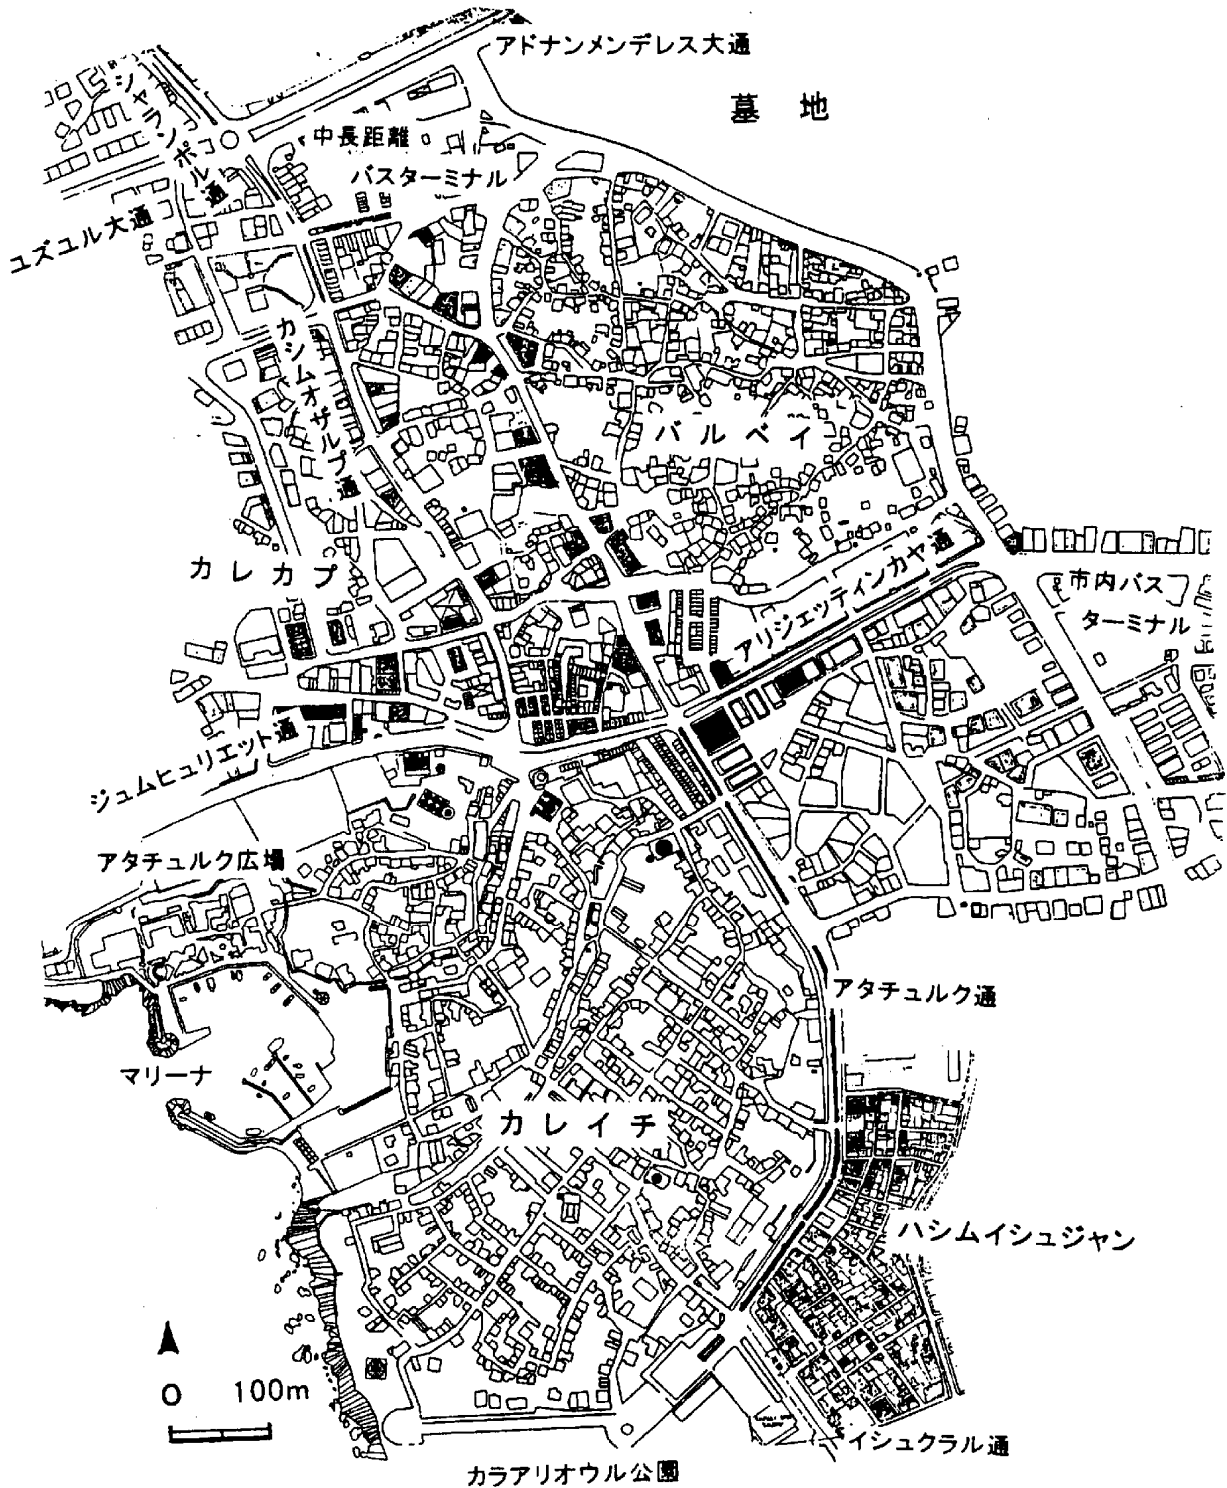 アドナンメンデレス大通
墓地
シャランポル通
中長距離
バスターミナル
ユズユル大通
カシムオザルプ通
バルベイ
カレカプ
アリジェッティンカヤ通
市内バス
ターミナル
ジュムヒュリエット通
アタチュルク広場
アタチュルク通
マリーナ
カレイチ
ハシムイシュジャン
0 100m
イシュクラル通
カラアリオウル公園